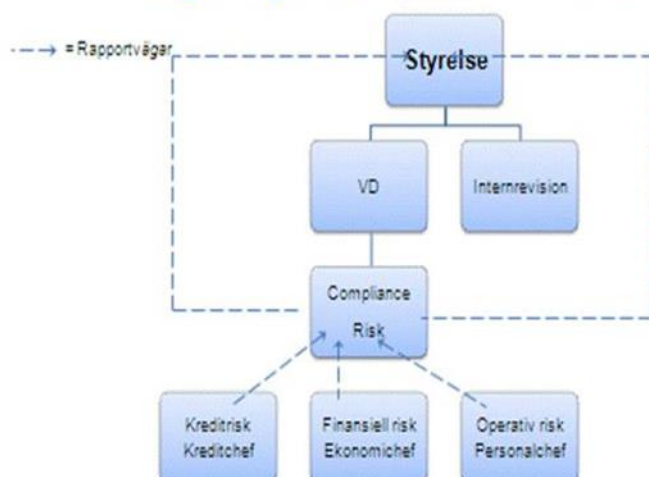 = Rapportvägar
Styrelse
VD
Internrevision
Compliance
Risk
Kreditrisk
Kreditchef
Finansiell risk
Ekonomichef
Operativ risk
Personalchef